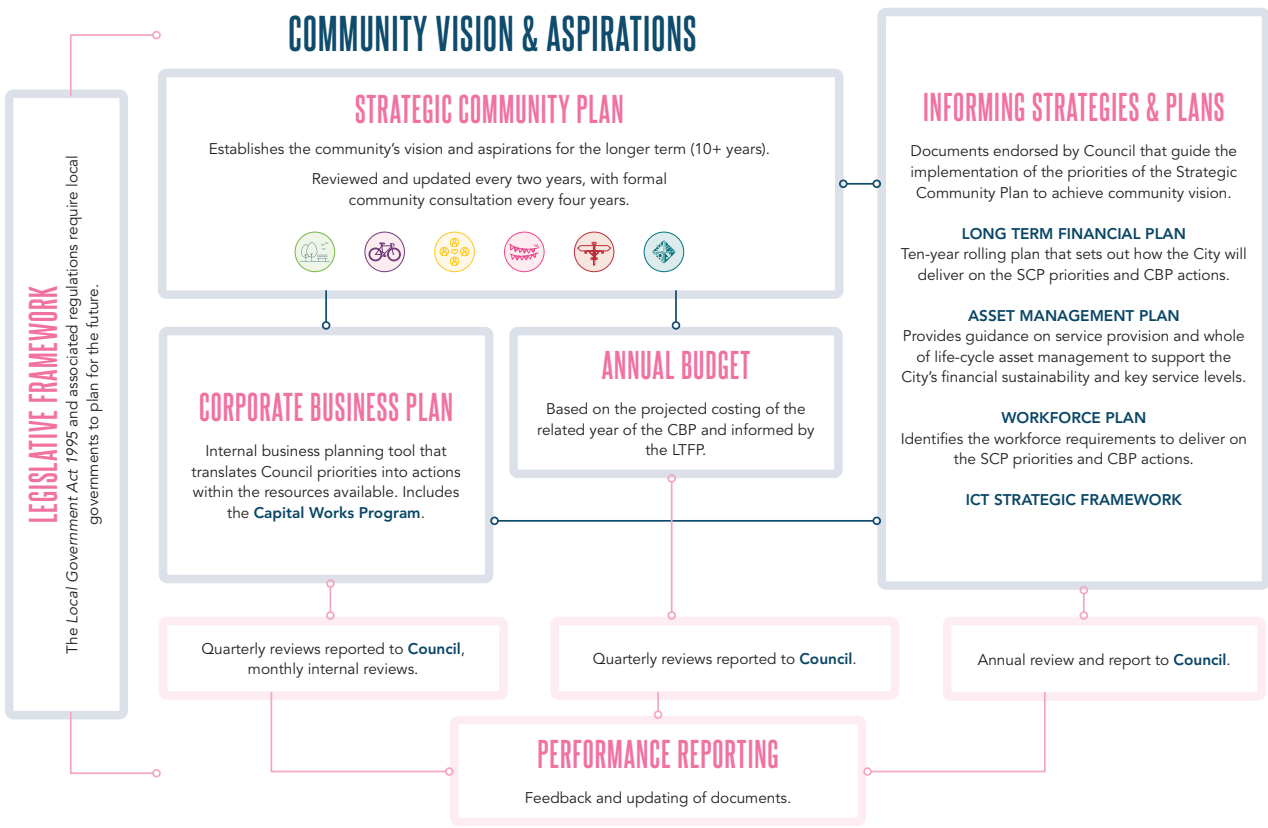 COMMUNITY VISION & ASPIRATIONS
LEGISLATIVE FRAMEWORK
The Local Government Act 1995 and associated regulations require local
governments to plan for the future.
STRATEGIC COMMUNITY PLAN
Establishes the community’s vision and aspirations for the longer term (10+ years).
Reviewed and updated every two years, with formal
community consultation every four years.
CORPORATE BUSINESS PLAN
Internal business planning tool that
translates Council priorities into actions
within the resources available. Includes
the Capital Works Program.
ANNUAL BUDGET
Based on the projected costing of the
related year of the CBP and informed by
the LTFP.
INFORMING STRATEGIES & PLANS
Documents endorsed by Council that guide the
implementation of the priorities of the Strategic
Community Plan to achieve community vision.
LONG TERM FINANCIAL PLAN
Ten-year rolling plan that sets out how the City will
deliver on the SCP priorities and CBP actions.
ASSET MANAGEMENT PLAN
Provides guidance on service provision and whole
of life-cycle asset management to support the
City’s financial sustainability and key service levels.
WORKFORCE PLAN
Identifies the workforce requirements to deliver on
the SCP priorities and CBP actions.
ICT STRATEGIC FRAMEWORK
Quarterly reviews reported to Council,
monthly internal reviews.
Quarterly reviews reported to Council.
Annual review and report to Council.
PERFORMANCE REPORTING
Feedback and updating of documents.